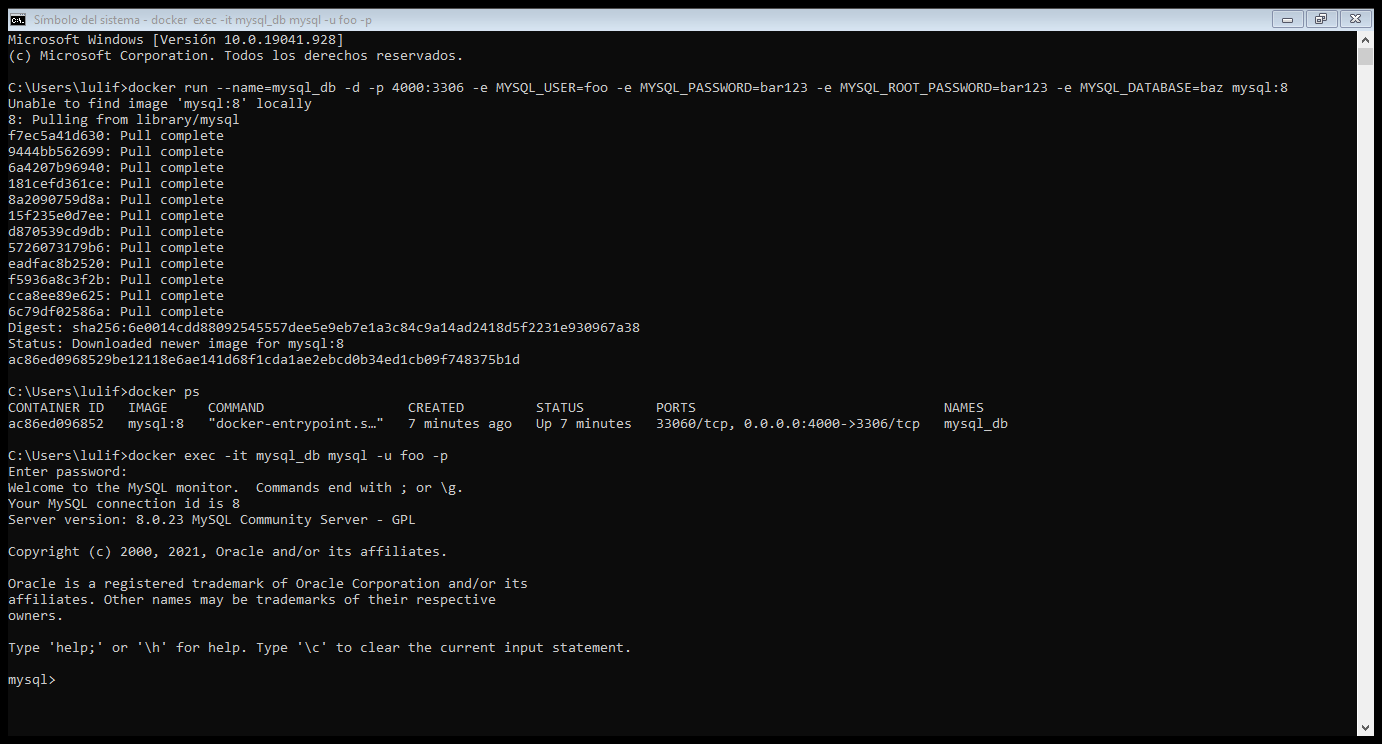 Símbolo del sistema - docker  exec -it mysql_db mysql -u foo -p
Microsoft Windows [Versión 10.0.19041.928]
(c) Microsoft Corporation. Todos los derechos reservados.
C:\Users\lulif>docker run --name=mysql_db -d -p 4000:3306 -e MYSQL_USER=foo -e MYSQL_PASSWORD=bar123 -e MYSQL_ROOT_PASSWORD=bar123 -e MYSQL_DATABASE=baz mysql:8
Unable to find image 'mysql:8' locally
8: Pulling from library/mysql
f7ec5a41d630: Pull complete
9444bb562699: Pull complete
6a4207b96940: Pull complete
181cefd361ce: Pull complete
8a2090759d8a: Pull complete
15f235e0d7ee: Pull complete
d870539cd9db: Pull complete
5726073179b6: Pull complete
eadfac8b2520: Pull complete
f5936a8c3f2b: Pull complete
cca8ee89e625: Pull complete
6c79df02586a: Pull complete
Digest: sha256:6e0014cdd88092545557dee5e9eb7e1a3c84c9a14ad2418d5f2231e930967a38
Status: Downloaded newer image for mysql:8
ac86ed0968529be12118e6ae141d68f1cda1ae2ebcd0b34ed1cb09f748375b1d
C:\Users\lulif>docker ps
CONTAINER ID   IMAGE     COMMAND                  CREATED         STATUS         PORTS                               NAMES
ac86ed096852   mysql:8   "docker-entrypoint.s…"   7 minutes ago   Up 7 minutes   33060/tcp, 0.0.0.0:4000->3306/tcp   mysql_db
C:\Users\lulif>docker exec -it mysql_db mysql -u foo -p
Enter password:
Welcome to the MySQL monitor.  Commands end with ; or \g.
Your MySQL connection id is 8
Server version: 8.0.23 MySQL Community Server - GPL
Copyright (c) 2000, 2021, Oracle and/or its affiliates.
Oracle is a registered trademark of Oracle Corporation and/or its
affiliates. Other names may be trademarks of their respective
owners.
Type 'help;' or '\h' for help. Type '\c' to clear the current input statement.
mysql>